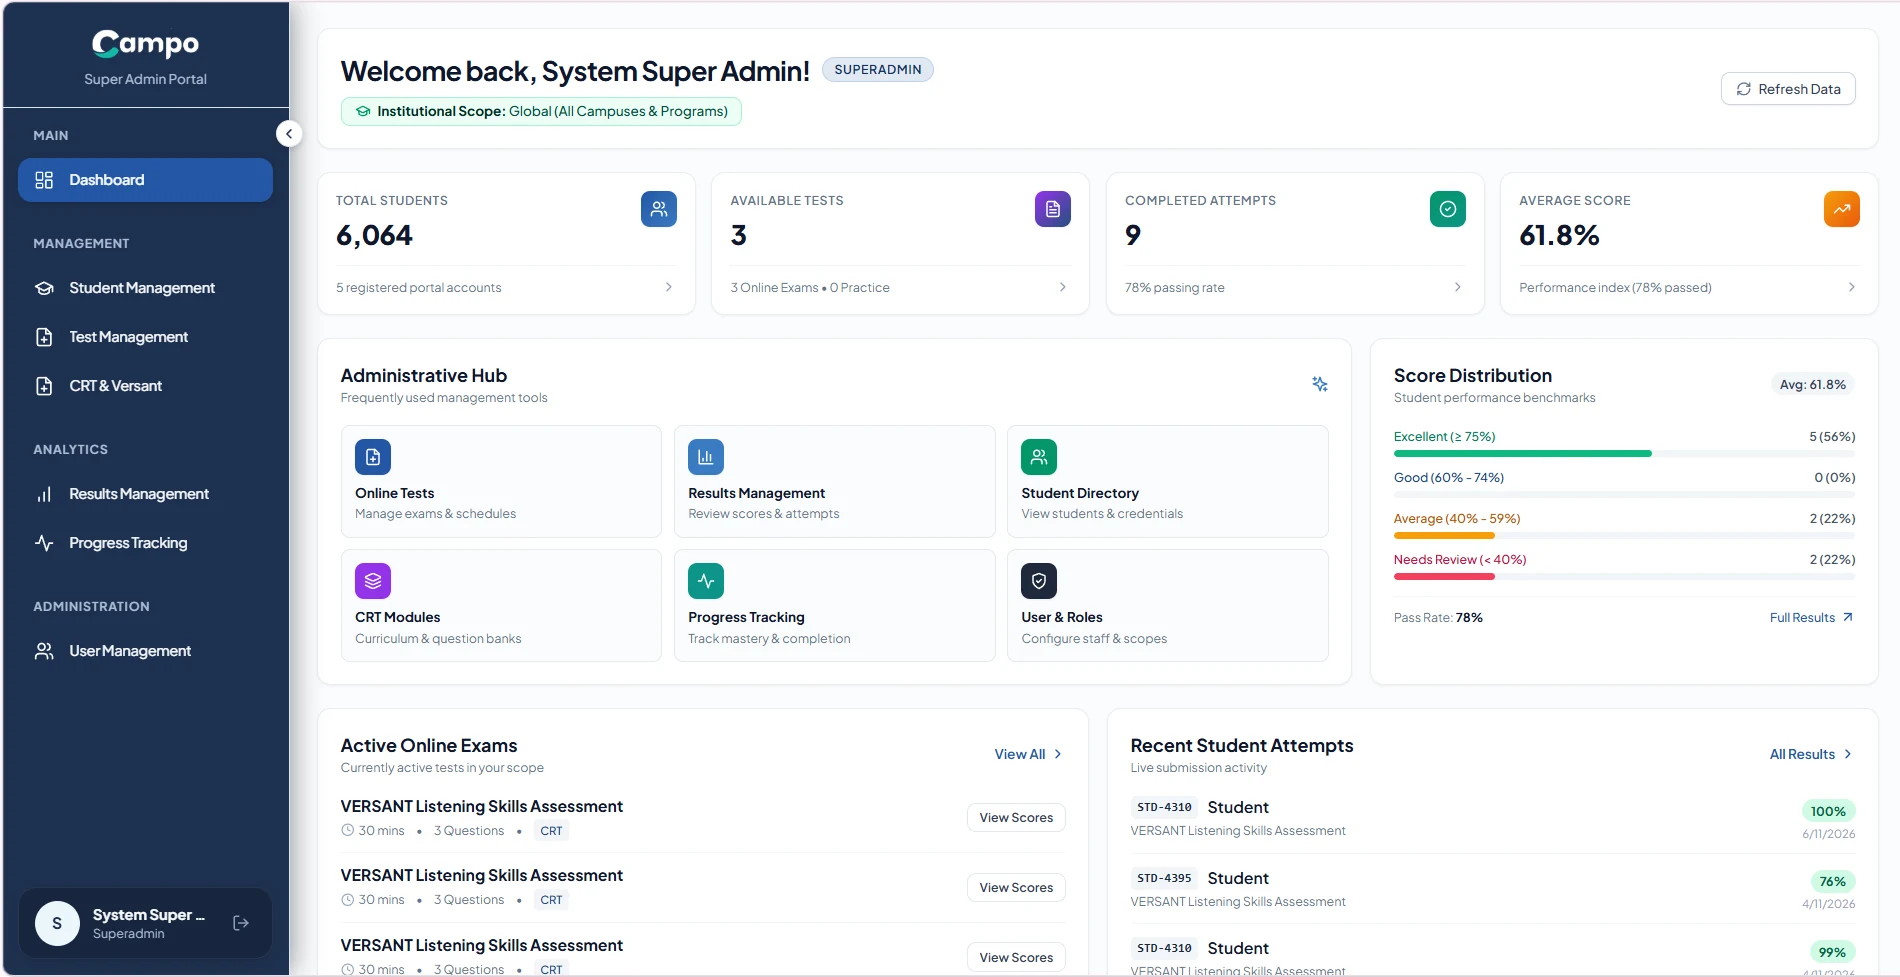 Campo
Super Admin Portal
MAIN
Dashboard
MANAGEMENT
Student Management
Test Management
CRT & Versant
ANALYTICS
Results Management
Progress Tracking
ADMINISTRATION
User Management
S
System Super ...
Superadmin
Welcome back, System Super Admin!
SUPERADMIN
Institutional Scope: Global (All Campuses & Programs)
Refresh Data
TOTAL STUDENTS
6,064
5 registered portal accounts
AVAILABLE TESTS
3
3 Online Exams • 0 Practice
COMPLETED ATTEMPTS
9
78% passing rate
AVERAGE SCORE
61.8%
Performance index (78% passed)
Administrative Hub
Frequently used management tools
Online Tests
Manage exams & schedules
Results Management
Review scores & attempts
Student Directory
View students & credentials
CRT Modules
Curriculum & question banks
Progress Tracking
Track mastery & completion
User & Roles
Configure staff & scopes
Score Distribution
Student performance benchmarks
Avg: 61.8%
Excellent (≥ 75%) 5 (56%)
Good (60% - 74%) 0 (0%)
Average (40% - 59%) 2 (22%)
Needs Review (< 40%) 2 (22%)
Pass Rate: 78%
Full Results
Active Online Exams
Currently active tests in your scope
View All
VERSANT Listening Skills Assessment
30 mins • 3 Questions • CRT
View Scores
VERSANT Listening Skills Assessment
30 mins • 3 Questions • CRT
View Scores
VERSANT Listening Skills Assessment
30 mins • 3 Questions • CRT
View Scores
Recent Student Attempts
Live submission activity
All Results
STD-4310 Student
VERSANT Listening Skills Assessment
100%
6/11/2026
STD-4395 Student
VERSANT Listening Skills Assessment
76%
4/11/2026
STD-4310 Student
VERSANT Listening Skills Assessment
99%
4/11/2026